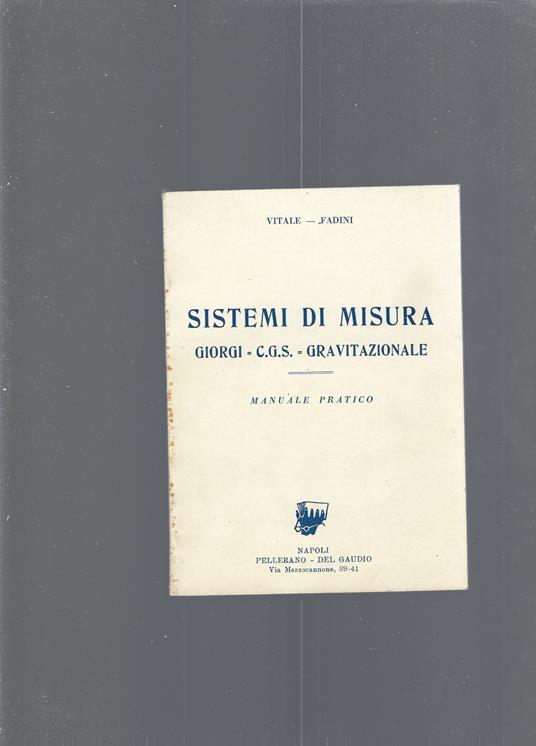 VITALE — FADINI
SISTEMI DI MISURA
GIORGI = C.G.S. = GRAVITAZIONALE
MANUALE PRATICO
NAPOLI
PELLERANO - DEL GAUDIO
Via Mezzocannone, 39-41